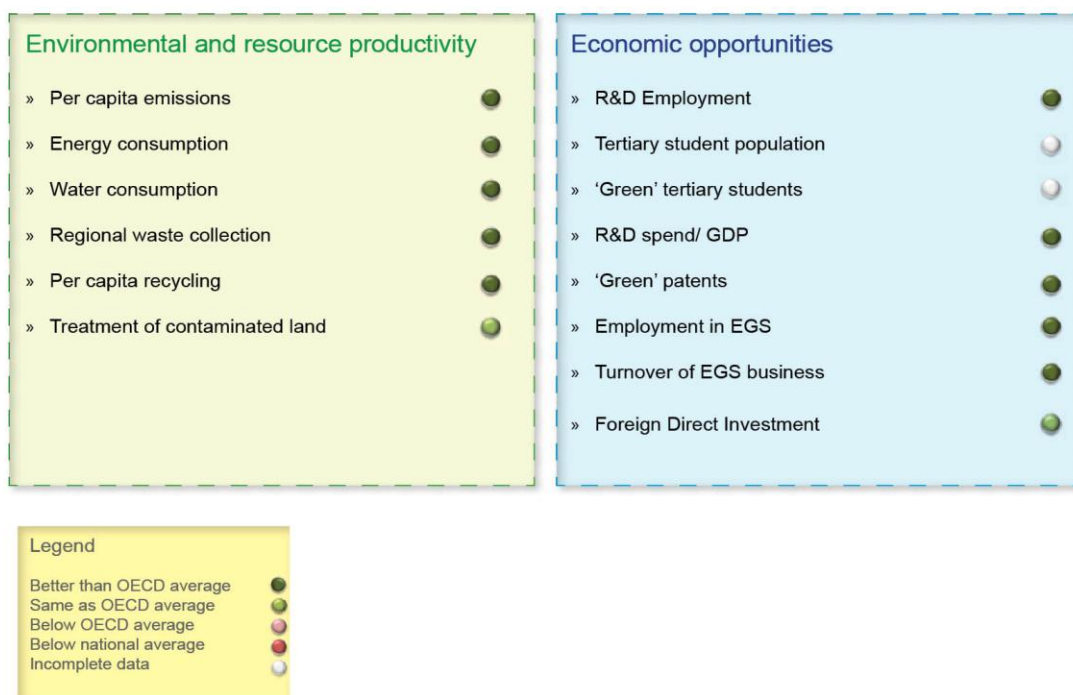 Environmental and resource productivity
» Per capita emissions
» Energy consumption
» Water consumption
» Regional waste collection
» Per capita recycling
» Treatment of contaminated land
Economic opportunities
» R&D Employment
» Tertiary student population
» ‘Green’ tertiary students
» R&D spend/ GDP
» ‘Green’ patents
» Employment in EGS
» Turnover of EGS business
» Foreign Direct Investment
Legend
Better than OECD average
Same as OECD average
Below OECD average
Below national average
Incomplete data